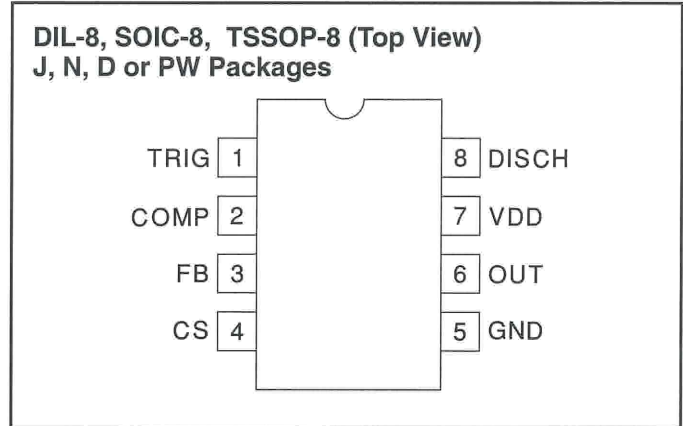 DIL-8, SOIC-8, TSSOP-8 (Top View)
J, N, D or PW Packages
TRIG 1 8 DISCH
COMP 2 7 VDD
FB 3 6 OUT
CS 4 5 GND